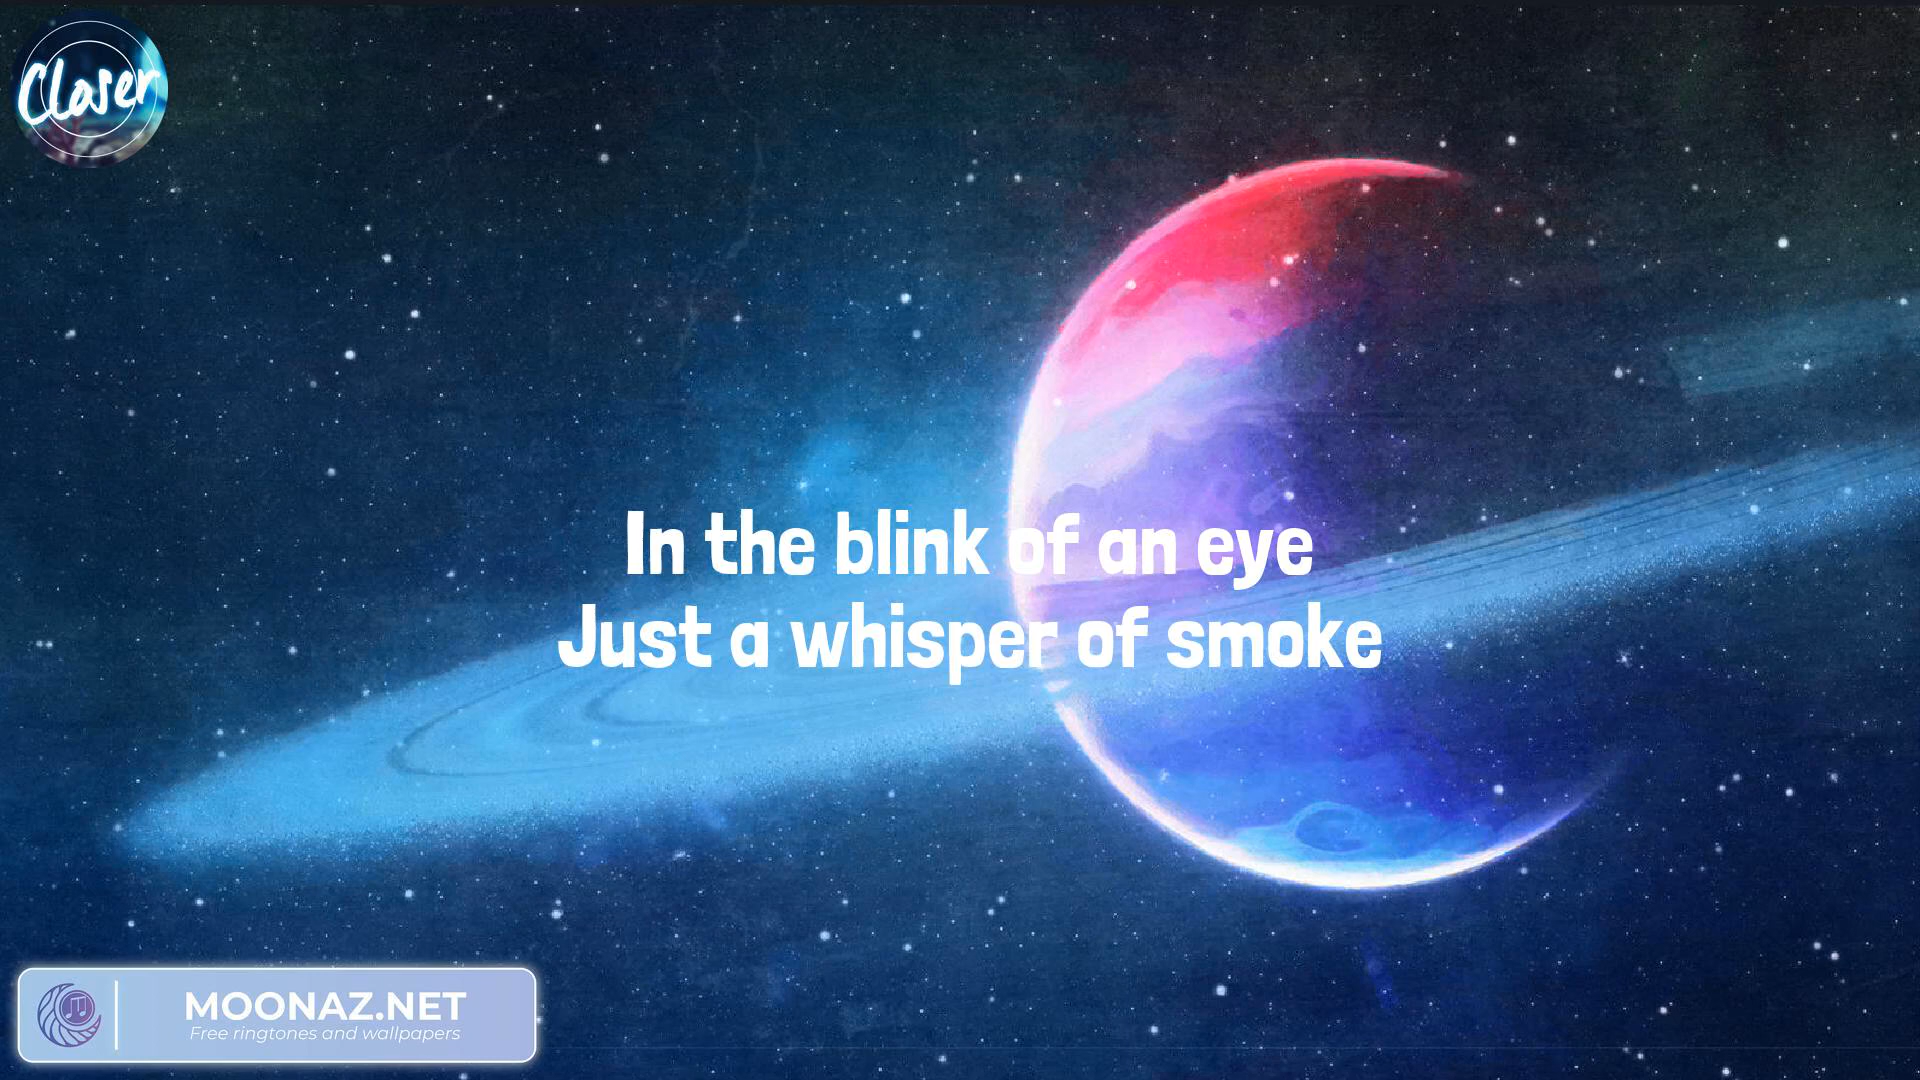 Closer
In the blink of an eye
Just a whisper of smoke
MOONAZ.NET
Free ringtones and wallpapers